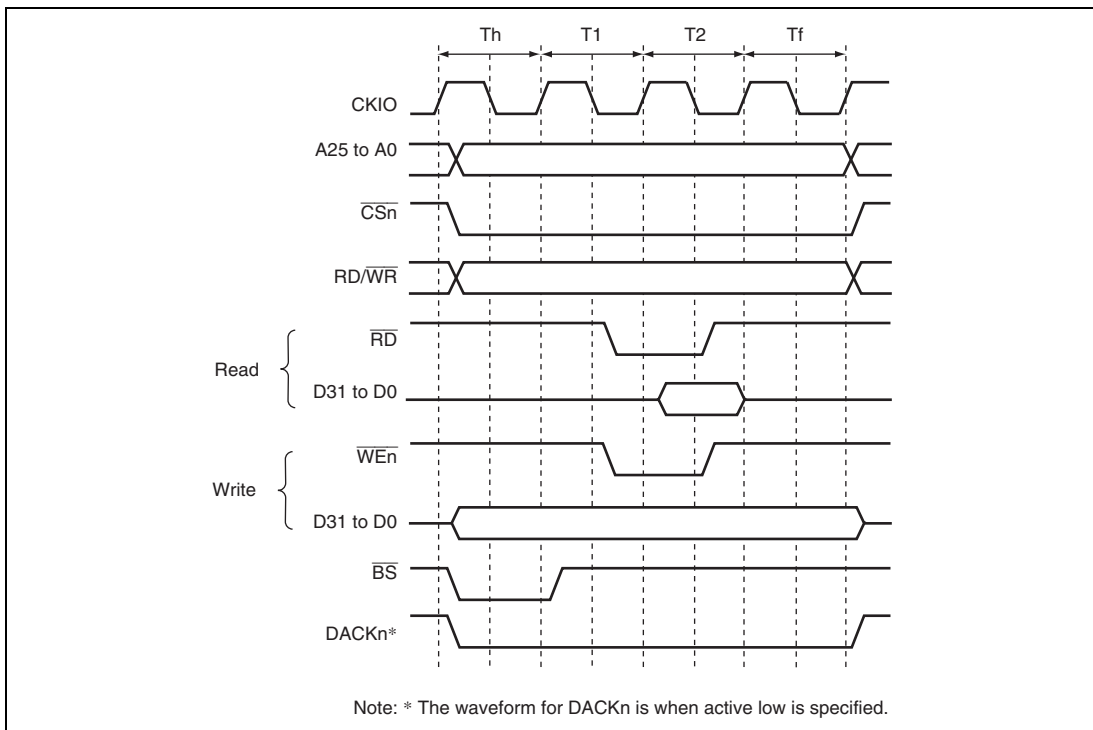 Th T1 T2 Tf
CKIO
A25 to A0
CSn
RD/WR
RD
Read
D31 to D0
WEn
Write
D31 to D0
BS
DACKn*
Note: * The waveform for DACKn is when active low is specified.